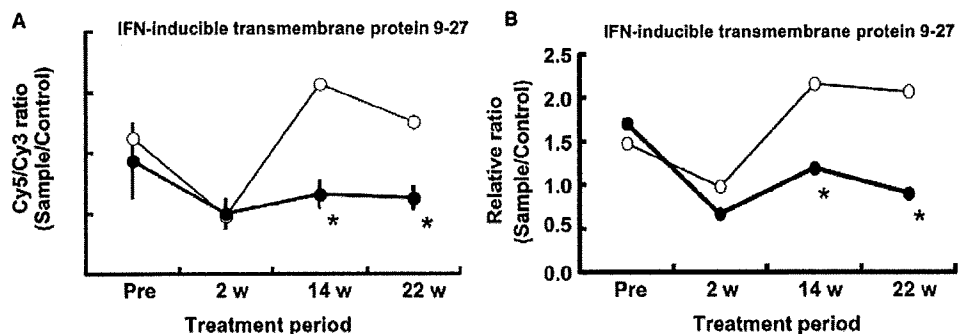 A
IFN-inducible transmembrane protein 9-27
Cy5/Cy3 ratio
(Sample/Control)
Pre 2 w 14 w 22 w
Treatment period
* *
B
IFN-inducible transmembrane protein 9-27
Relative ratio
(Sample/Control)
2.5
2.0
1.5
1.0
0.5
0.0
Pre 2 w 14 w 22 w
Treatment period
* *